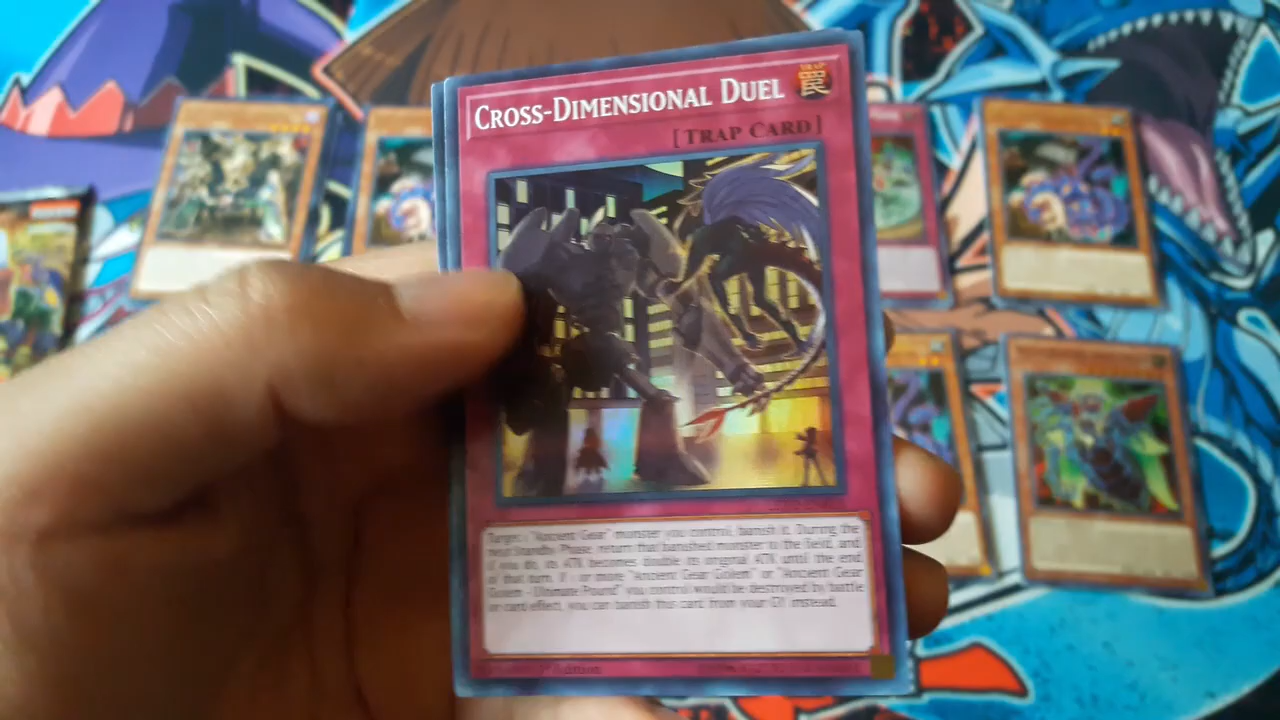 CROSS-DIMENSIONAL DUEL
TRAP
罠
[TRAP CARD]
Target 1 "Ancient Gear" monster you control; banish it. During the
next Standby Phase, return that banished monster to the field, and
if you do, its ATK becomes double its original ATK until the end
of that turn. If 1 or more "Ancient Gear Golem" or "Ancient Gear
Golem - Ultimate Pound" you control would be destroyed by battle
or card effect, you can banish this card from your GY instead.
Edition